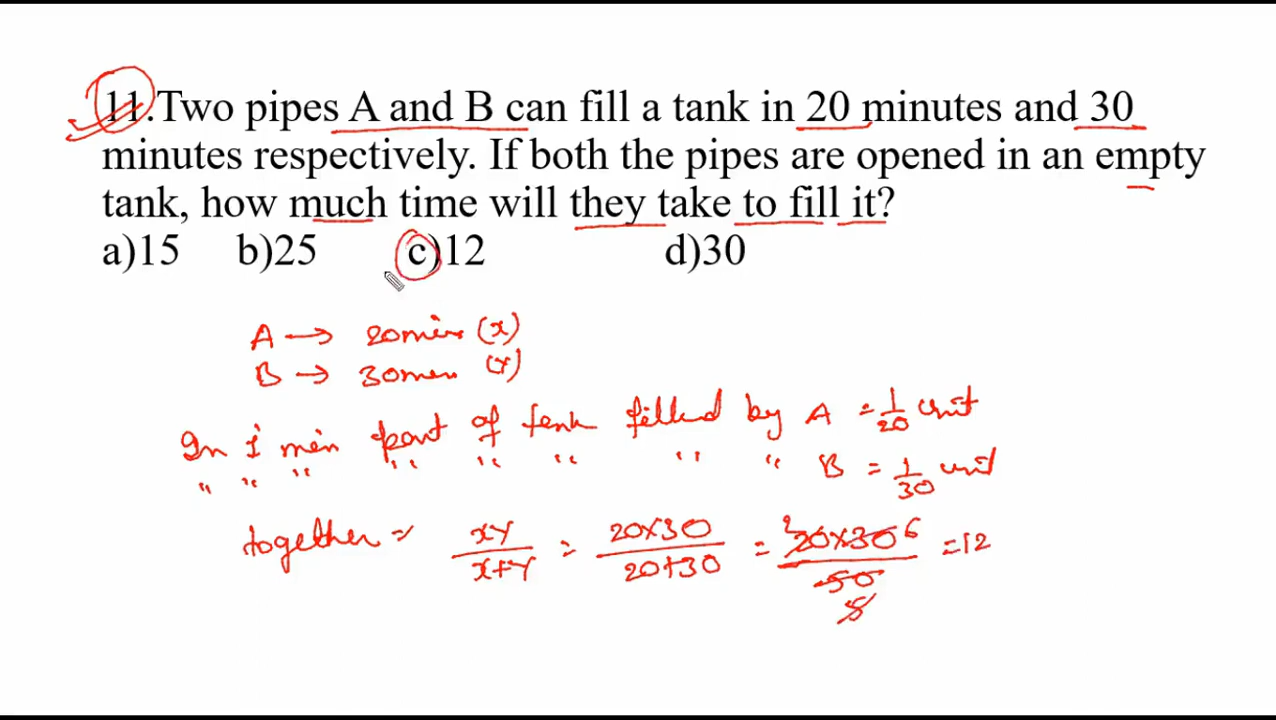 11.Two pipes A and B can fill a tank in 20 minutes and 30
minutes respectively. If both the pipes are opened in an empty
tank, how much time will they take to fill it?
a)15 b)25 c)12 d)30
A → 20min (x)
B → 30min (Y)
In 1 min part of tank filled by A = 1/20 unit
" " " " " " " " B = 1/30 unit
together = xY/x+Y = 20×30/20+30 = 2 20×30 6/50 5 = 12